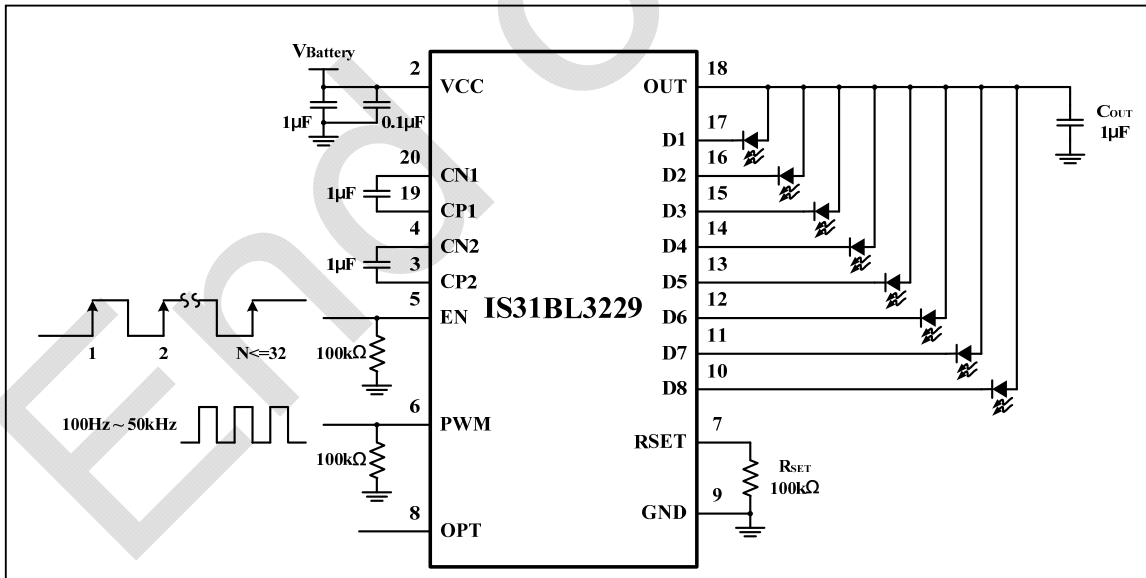 VBattery
2
VCC
1µF
0.1µF
20
CN1
1µF
19
CP1
4
CN2
1µF
3
CP2
5
EN
100kΩ
1
2
N<=32
6
PWM
100Hz~50kHz
100kΩ
8
OPT
IS31BL3229
18
OUT
17
D1
16
D2
15
D3
14
D4
13
D5
12
D6
11
D7
10
D8
7
RSET
9
GND
COUT
1µF
RSET
100kΩ